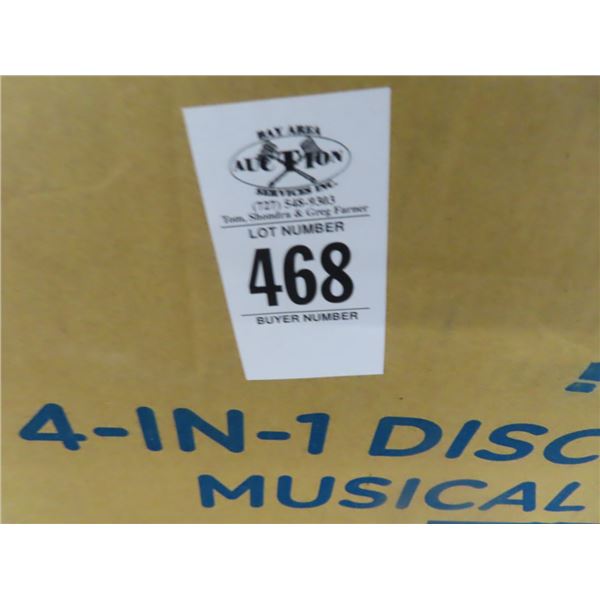 BAY AREA
AUCTION
SERVICES INC.
(727) 548-9303
Tom, Shondra & Greg Farner
LOT NUMBER
468
BUYER NUMBER
4-IN-1 DISC
MUSICAL